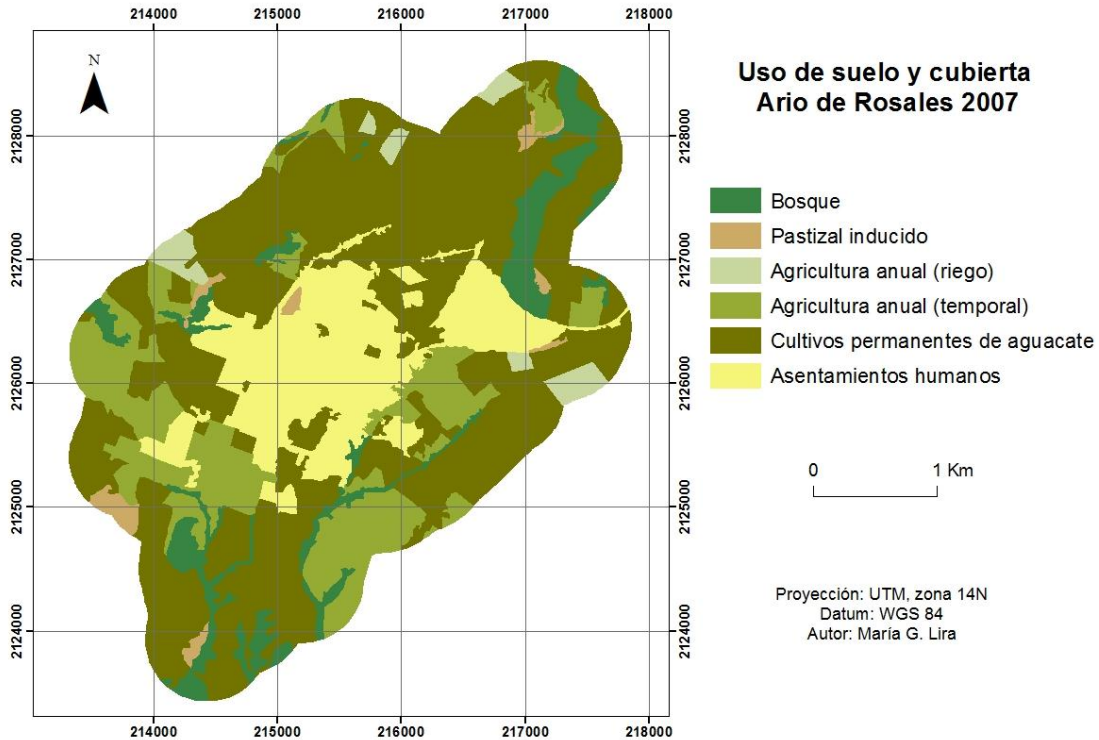 214000 215000 216000 217000 218000
N
2128000 2128000
2127000 2127000
2126000 2126000
2125000 2125000
2124000 2124000
214000 215000 216000 217000 218000
Uso de suelo y cubierta
Ario de Rosales 2007
Bosque
Pastizal inducido
Agricultura anual (riego)
Agricultura anual (temporal)
Cultivos permanentes de aguacate
Asentamientos humanos
0 1 Km
Proyección: UTM, zona 14N
Datum: WGS 84
Autor: María G. Lira